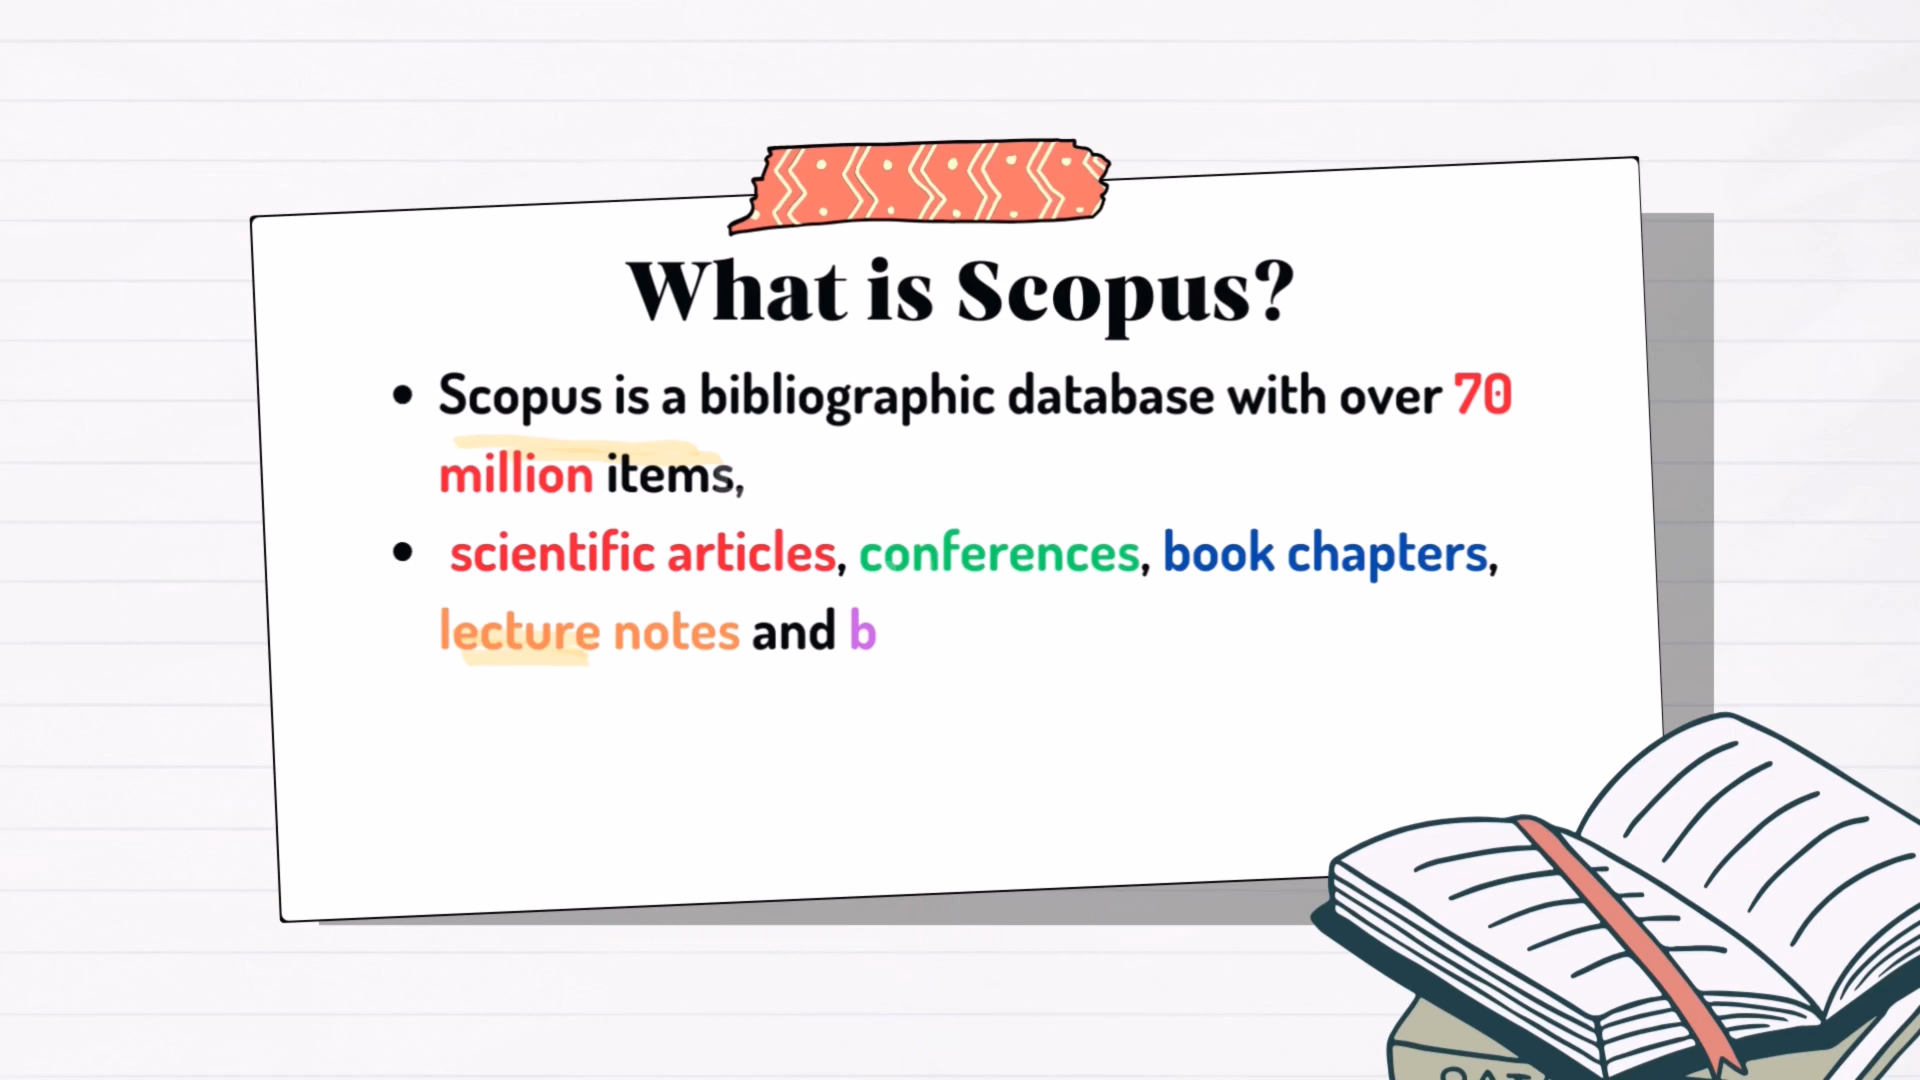 What is Scopus?
• Scopus is a bibliographic database with over 70
million items,
• scientific articles, conferences, book chapters,
lecture notes and b